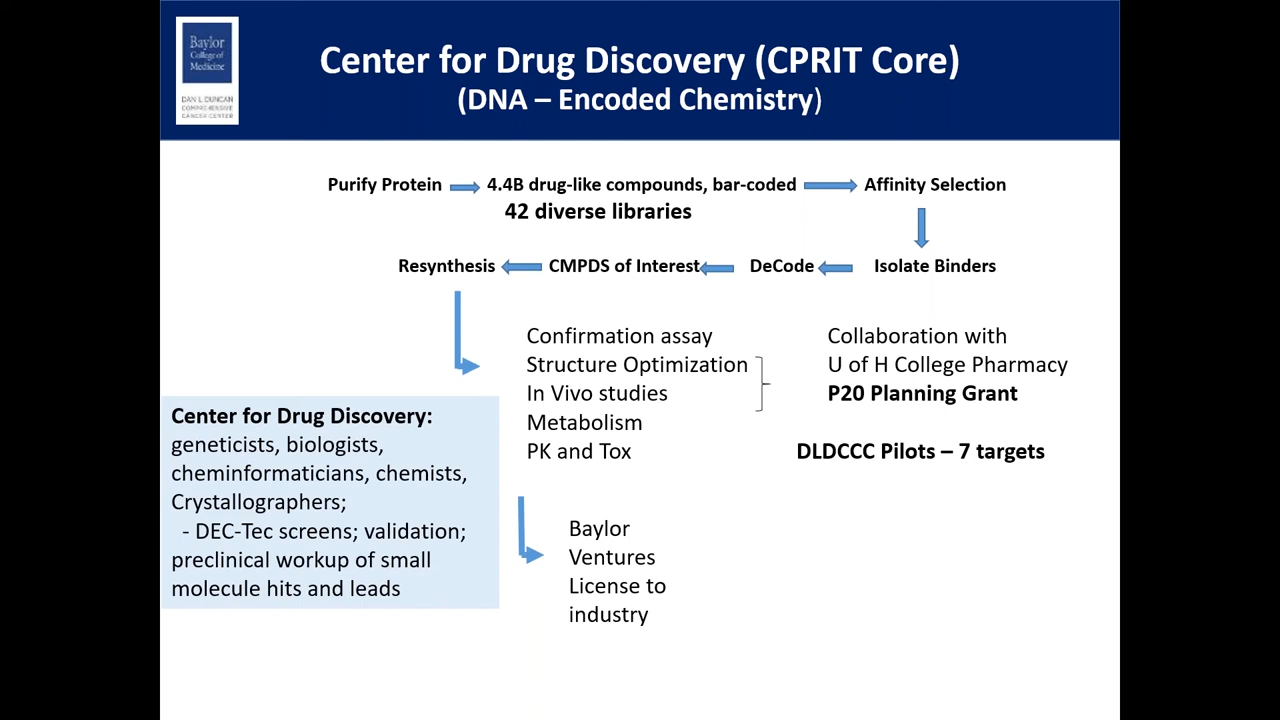 Baylor
College of
Medicine
DAN L DUNCAN
COMPREHENSIVE
CANCER CENTER
Center for Drug Discovery (CPRIT Core)
(DNA – Encoded Chemistry)
Purify Protein 4.4B drug-like compounds, bar-coded Affinity Selection
42 diverse libraries
Resynthesis CMPDS of Interest DeCode Isolate Binders
Confirmation assay
Structure Optimization
In Vivo studies
Metabolism
PK and Tox
Collaboration with
U of H College Pharmacy
P20 Planning Grant
DLDCCC Pilots – 7 targets
Center for Drug Discovery:
geneticists, biologists,
cheminformaticians, chemists,
Crystallographers;
- DEC-Tec screens; validation;
preclinical workup of small
molecule hits and leads
Baylor
Ventures
License to
industry